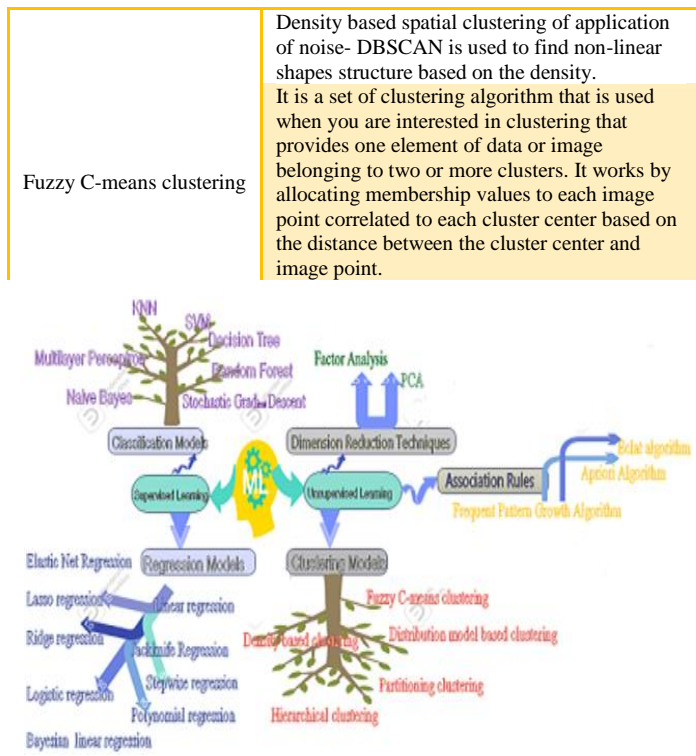 Density based spatial clustering of application
of noise- DBSCAN is used to find non-linear
shapes structure based on the density.
Fuzzy C-means clustering
It is a set of clustering algorithm that is used
when you are interested in clustering that
provides one element of data or image
belonging to two or more clusters. It works by
allocating membership values to each image
point correlated to each cluster center based on
the distance between the cluster center and
image point.
KNN
SVM
Decision Tree
Multilayer Perceptron
Random Forest
Naive Bayes
Stochastic Descent
Classification Models
Factor Analysis
PCA
Dimension Reduction Techniques
Supervised Learning
ML
Unsupervised Learning
Association Rules
Eclat algorithm
Apriori Algorithm
Frequent Pattern Growth Algorithm
Regression Models
Elastic Net Regression
Lasso regression
Linear regression
Ridge regression
Jackknife Regression
Stepwise regression
Logistic regression
Polynomial regression
Bayesian linear regression
Clustering Models
Fuzzy C-means clustering
Density based clustering
Distribution model based clustering
Partitioning clustering
Hierarchical clustering